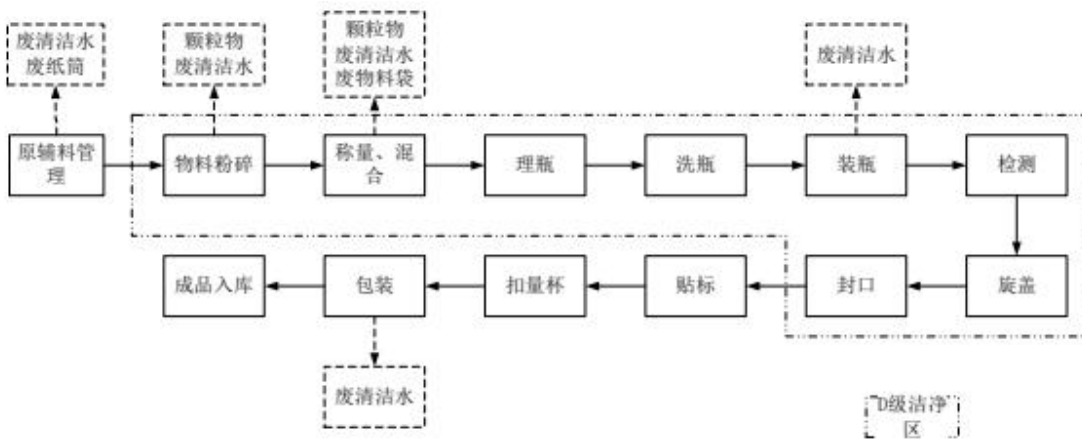 废清洁水
废纸筒
颗粒物
废清洁水
颗粒物
废清洁水
废物料袋
废清洁水
原辅料管
理
物料粉碎
称量、混
合
理瓶
洗瓶
装瓶
检测
成品入库
包装
扣量杯
贴标
封口
旋盖
废清洁水
D级洁净
区